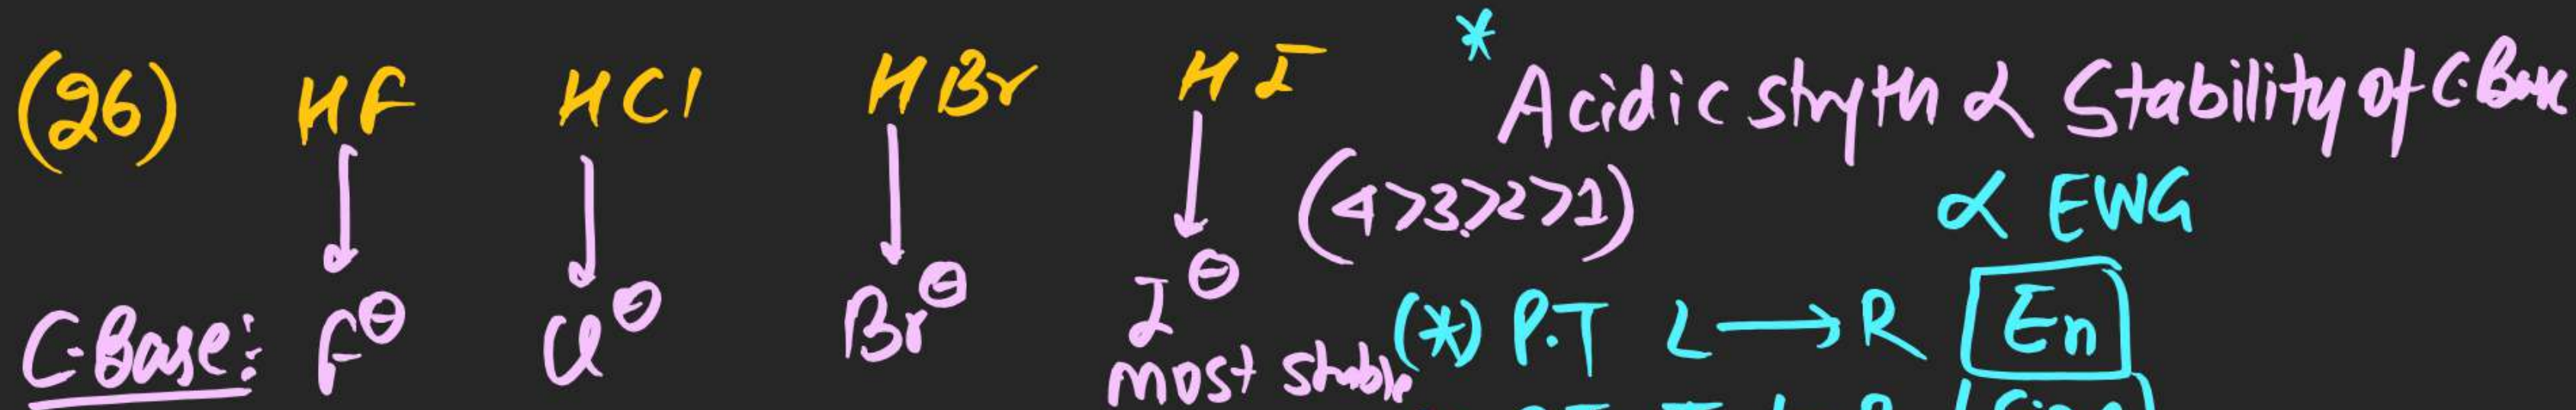 (26) HF HCl HBr HI * Acidic strgth α Stability of C.Base
(4>3>2>1) α EWG
C.Base: F⊖ Cl⊖ Br⊖ I⊖ (*) P.T L → R En
most stable